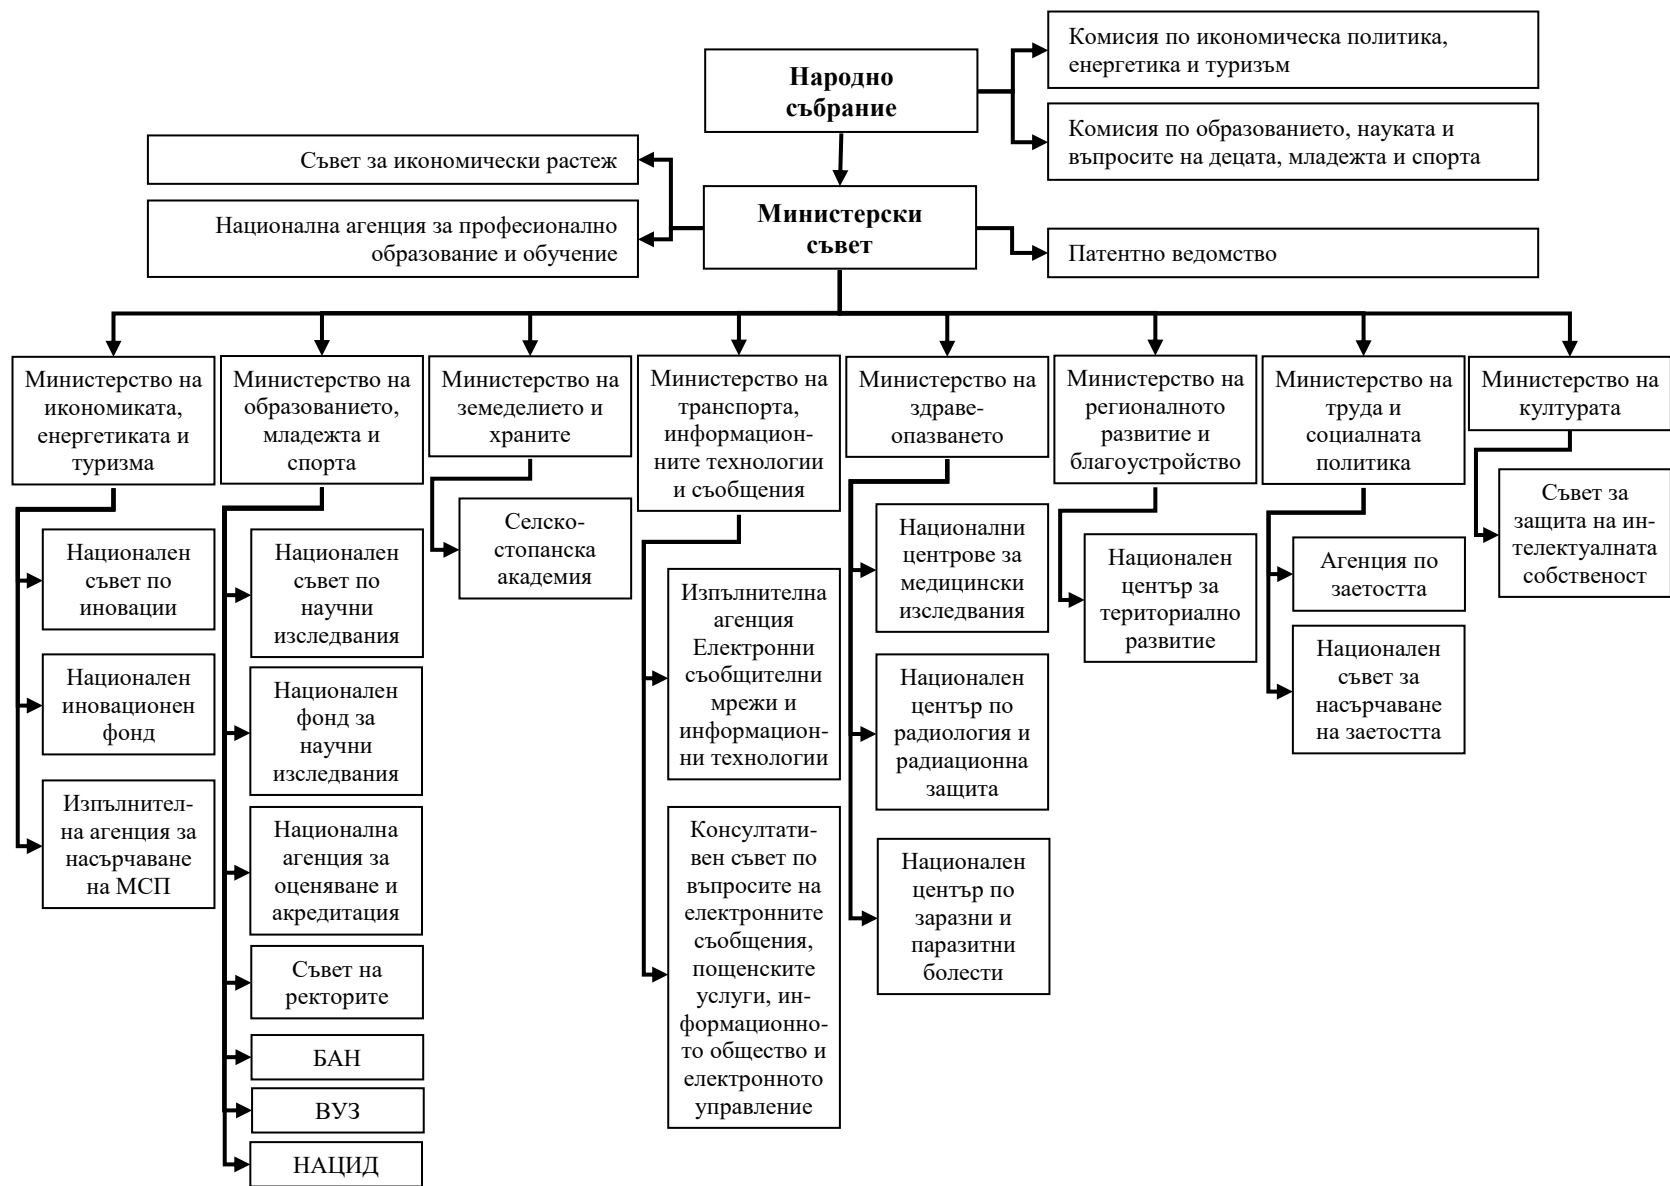 Народно
събрание
Комисия по икономическа политика,
енергетика и туризъм
Комисия по образованието, науката и
въпросите на децата, младежта и спорта
Съвет за икономически растеж
Национална агенция за професионално
образование и обучение
Министерски
съвет
Патентно ведомство
Министерство на
икономиката,
енергетиката и
туризма
Министерство на
образованието,
младежта и
спорта
Министерство на
земеделието и
храните
Министерство на
транспорта,
информацион-
ните технологии
и съобщения
Министерство на
здраве-
опазването
Министерство на
регионалното
развитие и
благоустройство
Министерство на
труда и
социалната
политика
Министерство на
културата
Национален
съвет по
иновации
Национален
иновационен
фонд
Изпълнител-
на агенция за
насърчаване
на МСП
Национален
съвет по
научни
изследвания
Национален
фонд за
научни
изследвания
Национална
агенция за
оценяване и
акредитация
Съвет на
ректорите
БАН
ВУЗ
НАЦИД
Селско-
стопанска
академия
Изпълнителна
агенция
Електронни
съобщителни
мрежи и
информацион-
ни технологии
Консултати-
вен съвет по
въпросите на
електронните
съобщения,
пощенските
услуги, ин-
формационно-
то общество и
електронното
управление
Национални
центрове за
медицински
изследвания
Национален
център по
радиология и
радиационна
защита
Национален
център по
заразни и
паразитни
болести
Национален
център за
териториално
развитие
Агенция по
заетостта
Национален
съвет за
насърчаване
на заетостта
Съвет за
защита на ин-
телектуалната
собственост